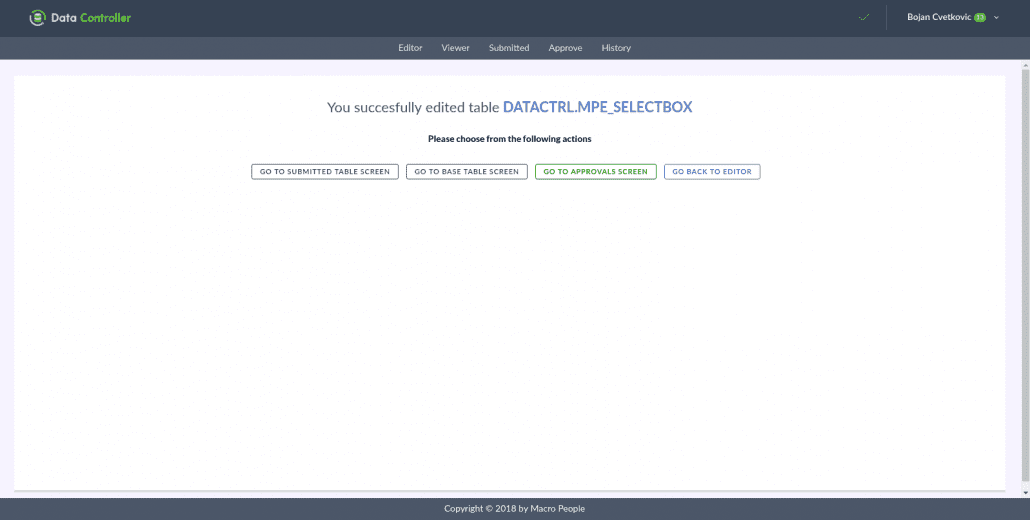 Data Controller
Bojan Cvetkovic 13
Editor Viewer Submitted Approve History
You succesfully edited table DATACTRL.MPE_SELECTBOX
Please choose from the following actions
GO TO SUBMITTED TABLE SCREEN GO TO BASE TABLE SCREEN GO TO APPROVALS SCREEN GO BACK TO EDITOR
Copyright © 2018 by Macro People